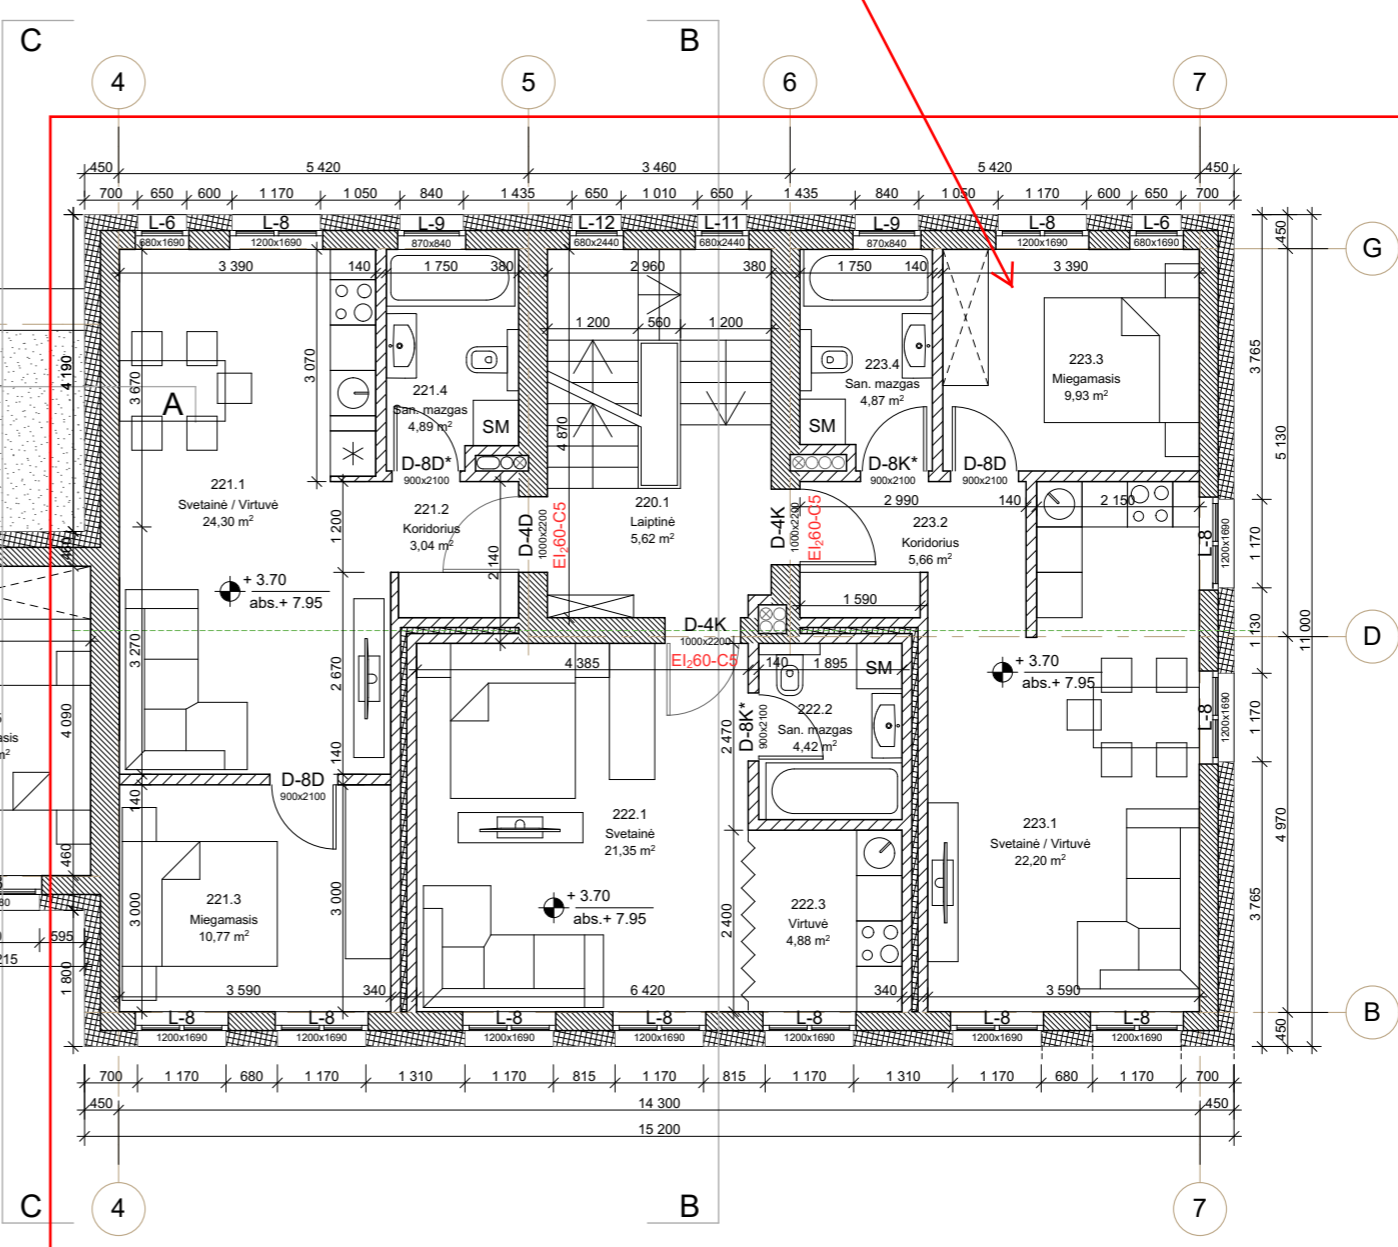 C
B
4
5
6
7
450
5 420
3 460
5 420
450
700
650
600
1 170
1 050
840
1 435
650
1 010
650
1 435
840
1 050
1 170
600
650
700
L-6
L-8
L-9
L-12
L-11
L-9
L-8
L-6
680x1690
1200x1690
870x840
680x2440
680x2440
870x840
1200x1690
680x1690
G
450
3 390
140
1 750
380
2 960
380
1 750
140
3 390
1 200
560
1 200
4 190
3 670
3 070
4 870
3 765
5 130
A
221.4
San. mazgas
4,89 m²
SM
223.4
San. mazgas
4,87 m²
SM
223.3
Miegamasis
9,93 m²
D-8D*
900x2100
D-8K*
900x2100
D-8D
900x2100
221.1
Svetainė / Virtuvė
24,30 m²
221.2
Koridorius
3,04 m²
1 200
2 140
D-4D
1000x2200
EI₂60-C5
220.1
Laiptinė
5,62 m²
D-4K
1000x2200
EI₂60-C5
2 990
140
2 150
223.2
Koridorius
5,66 m²
L-8
1200x1690
1 170
1 130
11 000
460
+ 3.70
abs.+ 7.95
1 590
D-4K
1000x2200
EI₂60-C5
D
3 270
2 670
4 385
140
1 895
SM
+ 3.70
abs.+ 7.95
4 090
asis
m²
140
D-8K*
900x2100
2 470
222.2
San. mazgas
4,42 m²
L-8
1200x1690
1 170
D-8D
900x2100
140
222.1
Svetainė
21,35 m²
223.1
Svetainė / Virtuvė
22,20 m²
4 970
3 765
460
80
595
215
1 800
3 000
221.3
Miegamasis
10,77 m²
3 000
+ 3.70
abs.+ 7.95
2 400
222.3
Virtuvė
4,88 m²
3 590
340
6 420
340
3 590
L-8
L-8
L-8
L-8
L-8
L-8
L-8
1200x1690
1200x1690
1200x1690
1200x1690
1200x1690
1200x1690
1200x1690
B
450
700
1 170
680
1 170
1 310
1 170
815
1 170
815
1 170
1 310
1 170
680
1 170
700
450
14 300
450
15 200
C
4
B
7